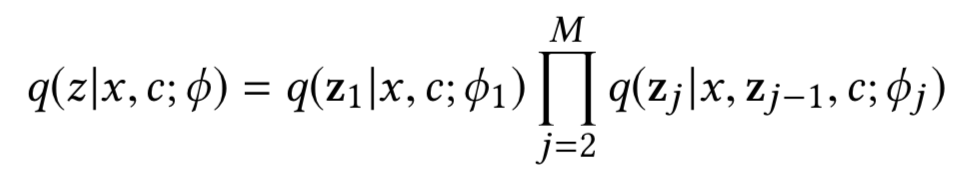 q(z|x, c; ϕ) = q(𝐳₁|x, c; ϕ₁) ∏_{j=2}^{M} q(𝐳_j|x, 𝐳_{j−1}, c; ϕ_j)